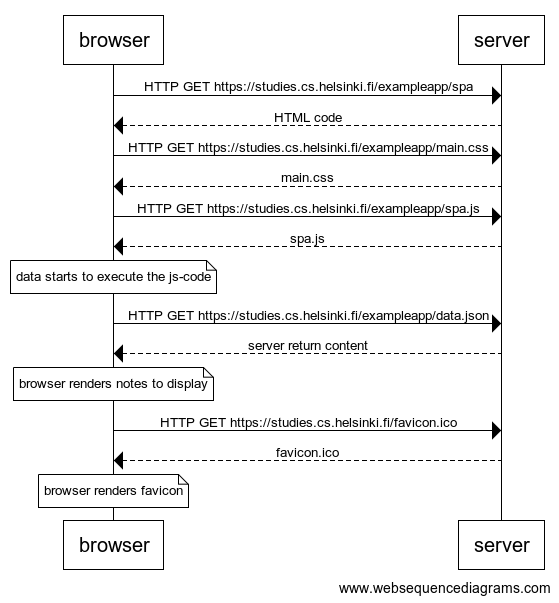 browser
server
HTTP GET https://studies.cs.helsinki.fi/exampleapp/spa
HTML code
HTTP GET https://studies.cs.helsinki.fi/exampleapp/main.css
main.css
HTTP GET https://studies.cs.helsinki.fi/exampleapp/spa.js
spa.js
data starts to execute the js-code
HTTP GET https://studies.cs.helsinki.fi/exampleapp/data.json
server return content
browser renders notes to display
HTTP GET https://studies.cs.helsinki.fi/favicon.ico
favicon.ico
browser renders favicon
browser
server
www.websequencediagrams.com